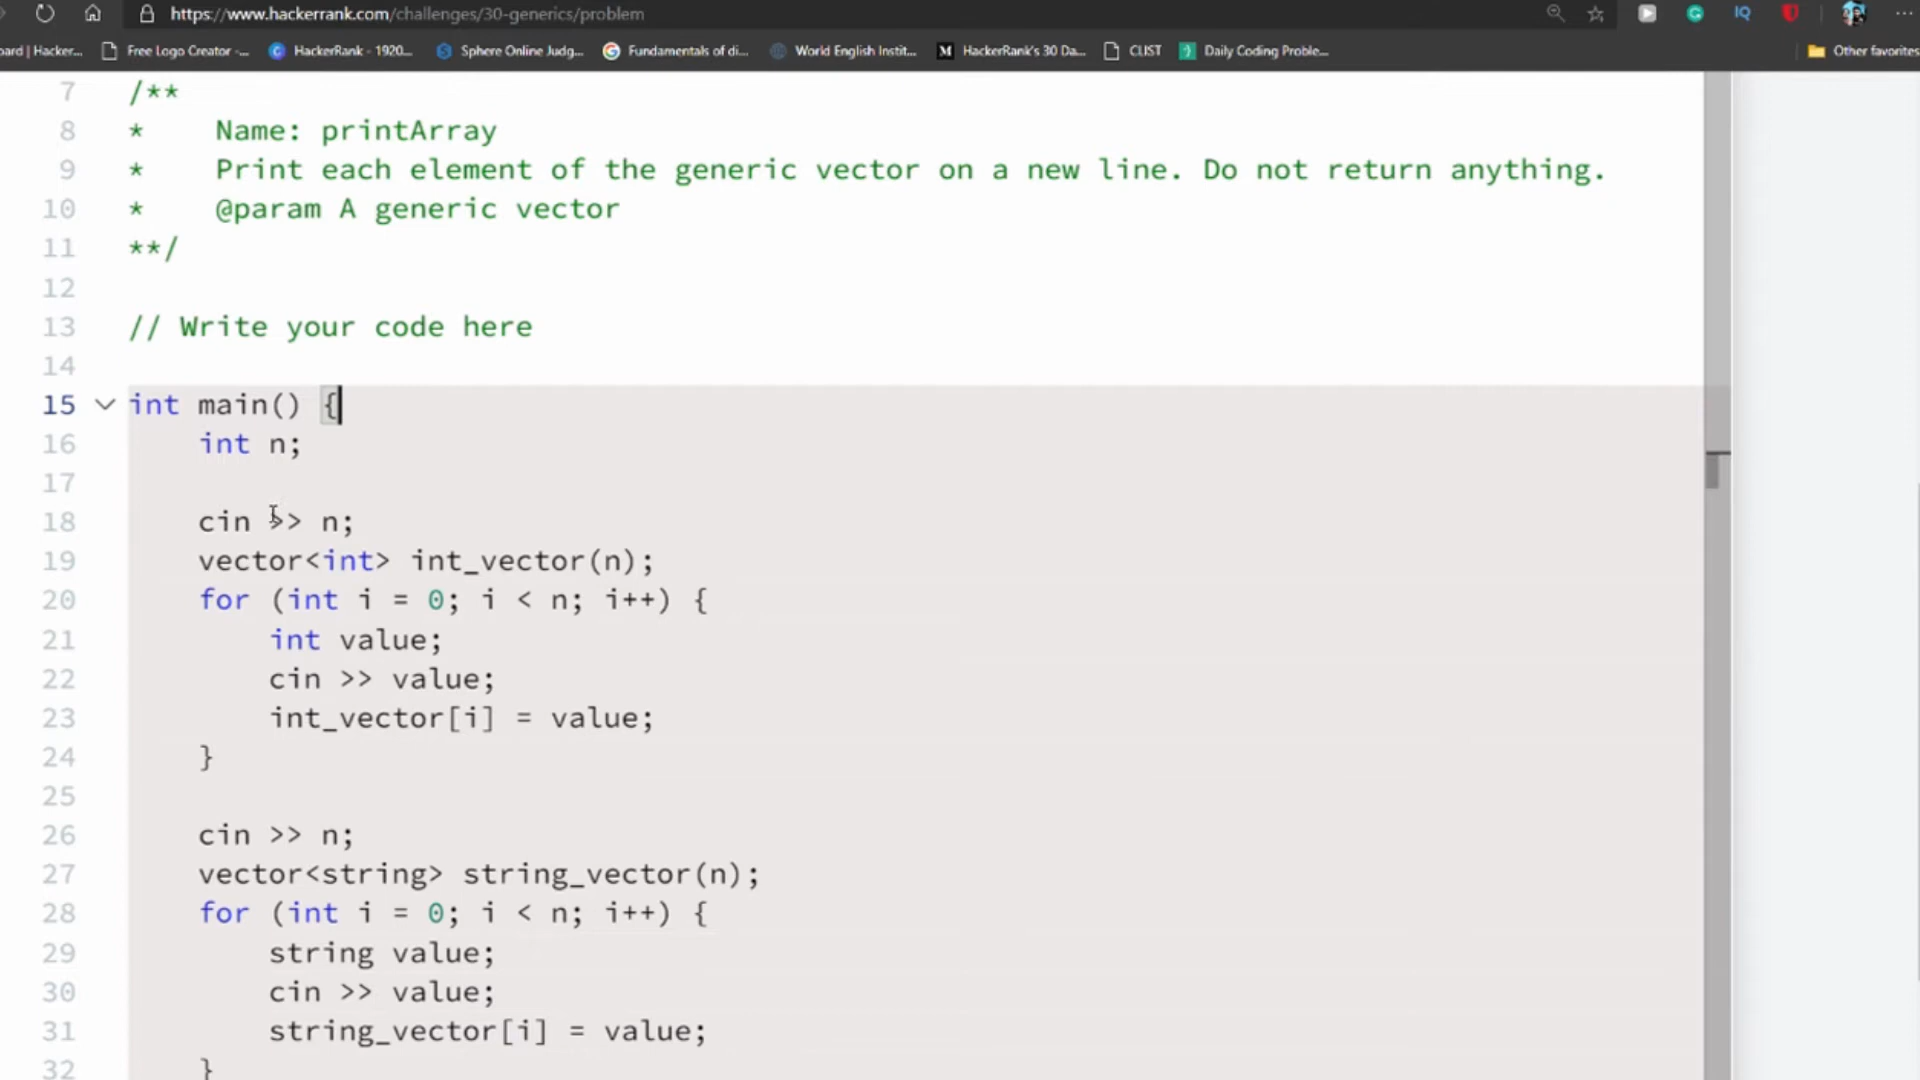 https://www.hackerrank.com/challenges/30-generics/problem
IQ
oard | Hacker... Free Logo Creator -... HackerRank - 1920... Sphere Online Judg... Fundamentals of di... World English Instit... M HackerRank's 30 Da... CLIST Daily Coding Proble... Other favorites
7 /**
8 *    Name: printArray
9 *    Print each element of the generic vector on a new line. Do not return anything.
10 *    @param A generic vector
11 **/
12
13 // Write your code here
14
15 int main() {
16     int n;
17
18     cin >> n;
19     vector<int> int_vector(n);
20     for (int i = 0; i < n; i++) {
21         int value;
22         cin >> value;
23         int_vector[i] = value;
24     }
25
26     cin >> n;
27     vector<string> string_vector(n);
28     for (int i = 0; i < n; i++) {
29         string value;
30         cin >> value;
31         string_vector[i] = value;
32     }